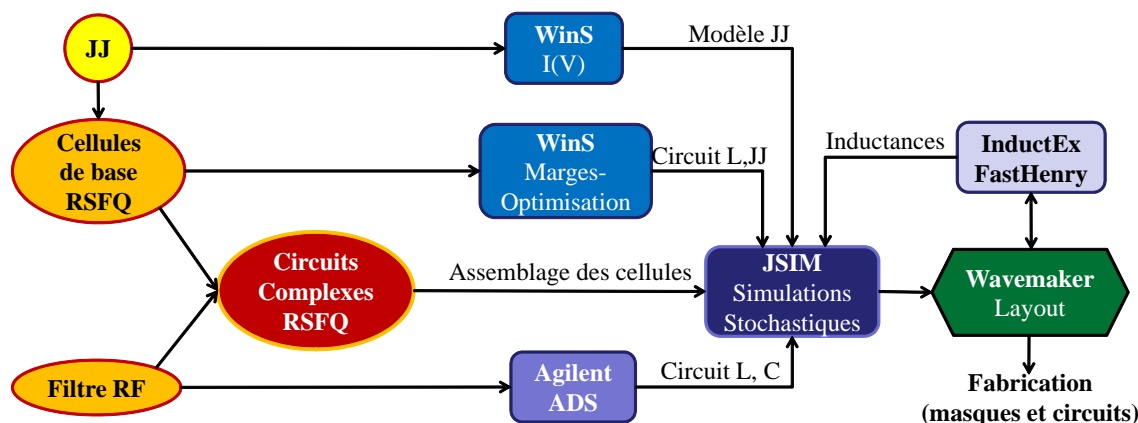 JJ
WinS
I(V)
Modèle JJ
Cellules
de base
RSFQ
WinS
Marges-
Optimisation
Circuit L,JJ
Inductances
InductEx
FastHenry
Circuits
Complexes
RSFQ
Assemblage des cellules
JSIM
Simulations
Stochastiques
Wavemaker
Layout
Filtre RF
Agilent
ADS
Circuit L, C
Fabrication
(masques et circuits)